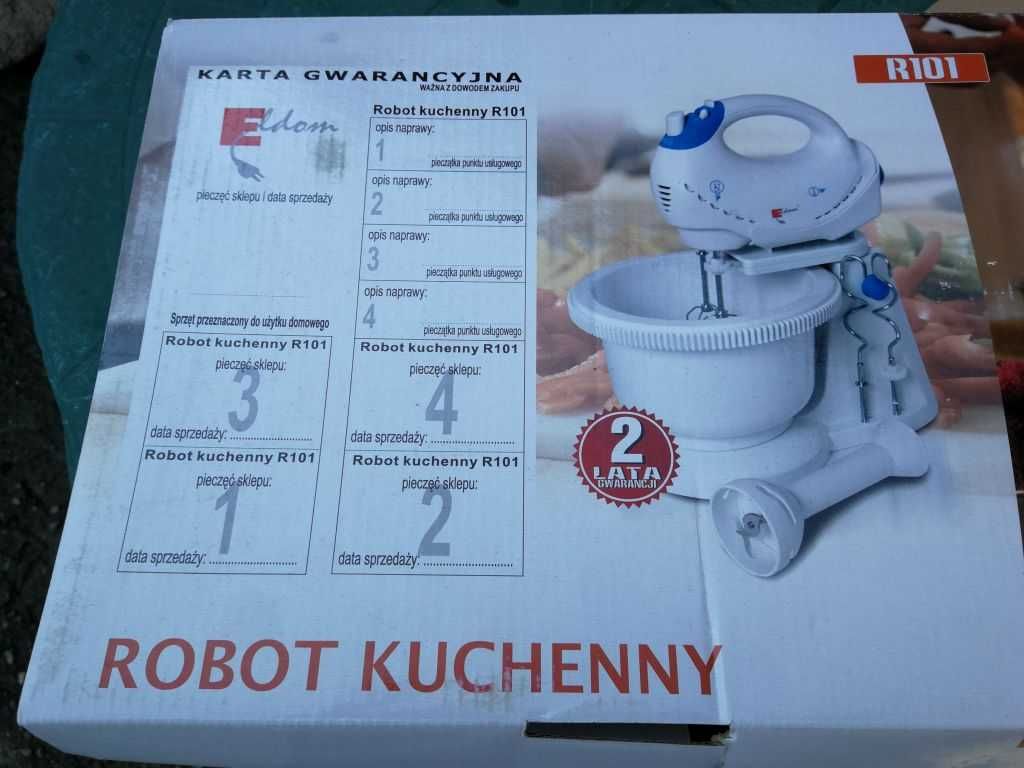 KARTA GWARANCYJNA
WAŻNA Z DOWODEM ZAKUPU
Eldom
pieczęć sklepu i data sprzedaży
Sprzęt przeznaczony do użytku domowego
Robot kuchenny R101
opis naprawy:
1
pieczątka punktu usługowego
opis naprawy:
2
pieczątka punktu usługowego
opis naprawy:
3
pieczątka punktu usługowego
opis naprawy:
4
pieczątka punktu usługowego
Robot kuchenny R101
pieczęć sklepu:
3
data sprzedaży: ....................
Robot kuchenny R101
pieczęć sklepu:
4
data sprzedaży: ....................
Robot kuchenny R101
pieczęć sklepu:
1
data sprzedaży: ....................
Robot kuchenny R101
pieczęć sklepu:
2
data sprzedaży: ....................
R101
Eldom
2
LATA
GWARANCJI
ROBOT KUCHENNY